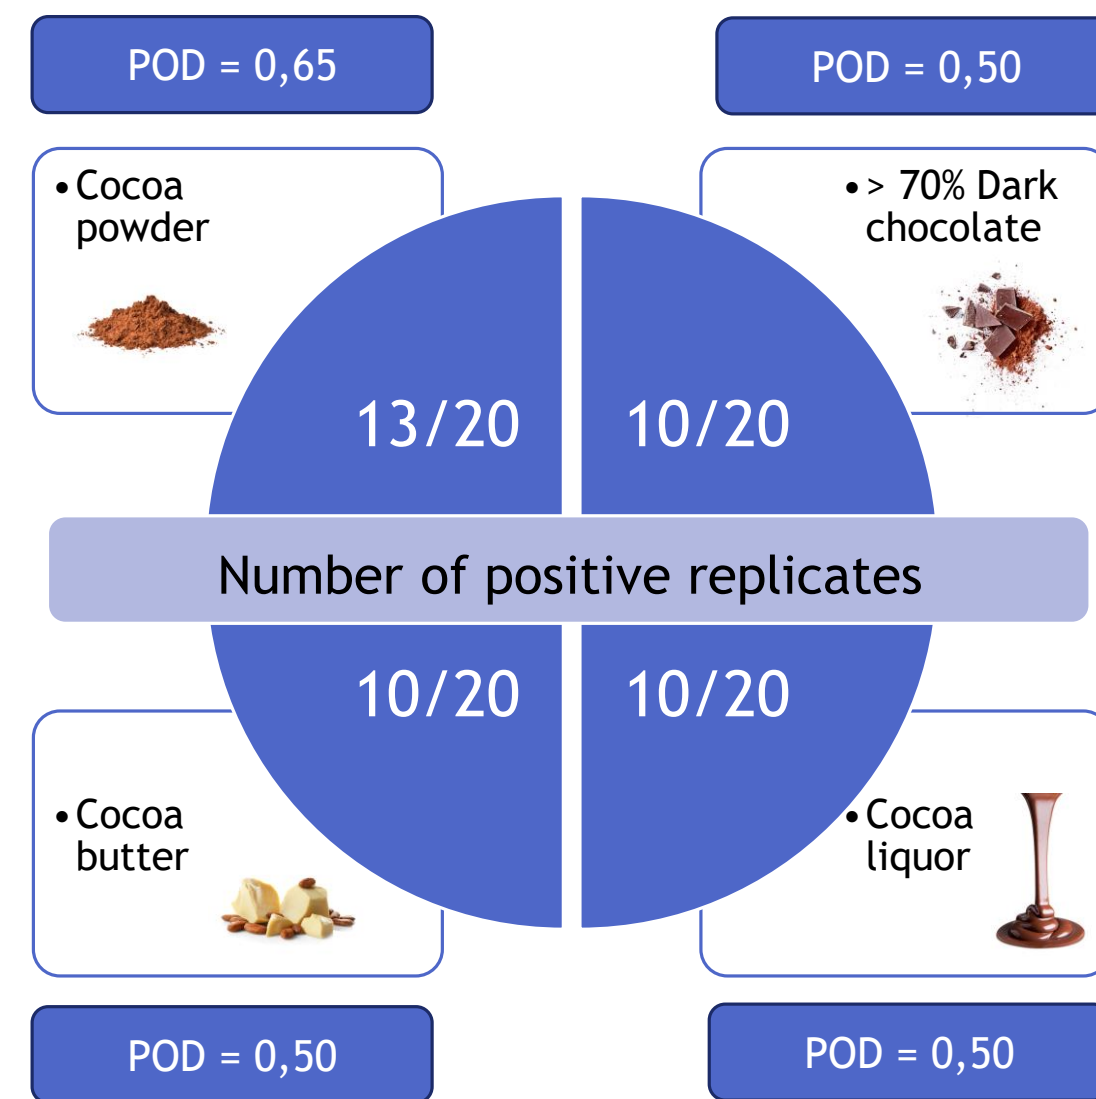 POD = 0,65
POD = 0,50
•Cocoa
powder
•> 70% Dark
chocolate
13/20
10/20
Number of positive replicates
10/20
10/20
•Cocoa
butter
•Cocoa
liquor
POD = 0,50
POD = 0,50